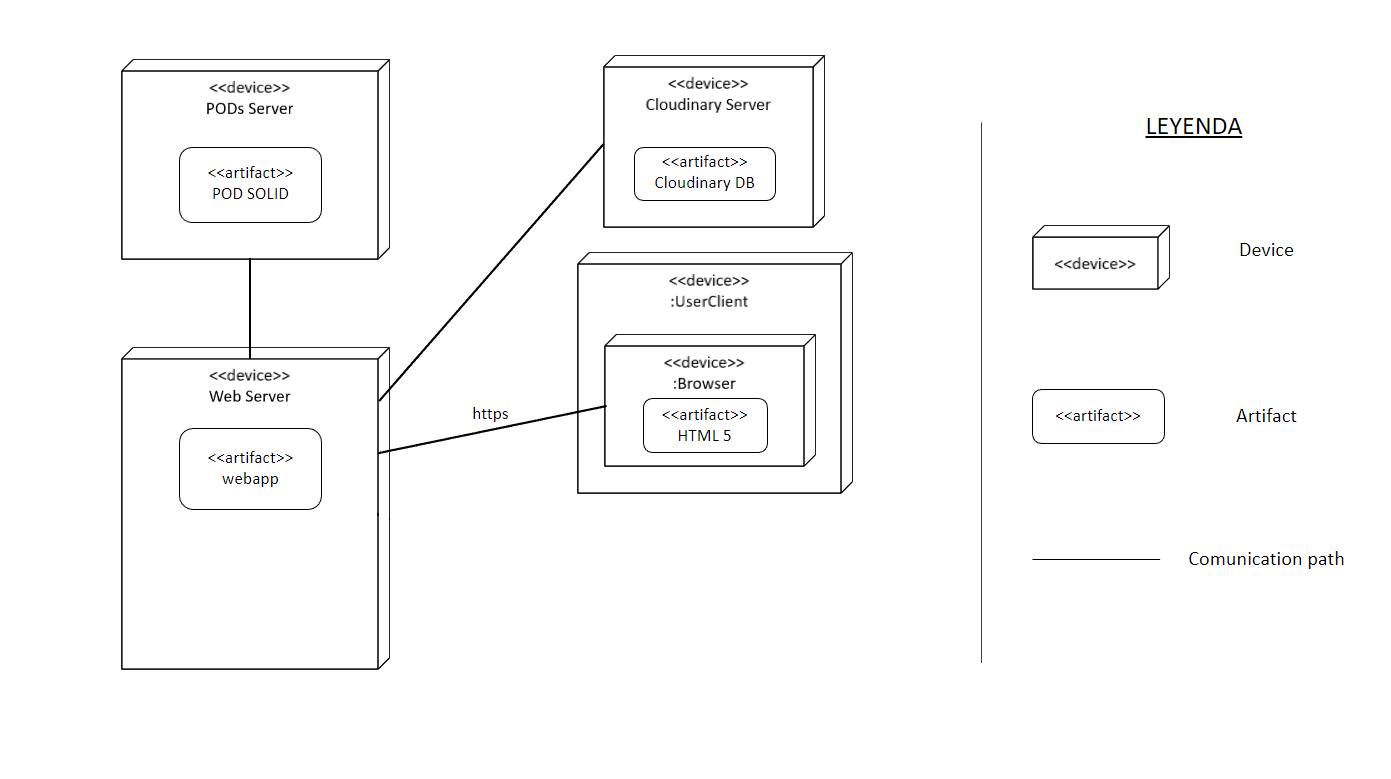 <<device>>
PODs Server
<<artifact>>
POD SOLID
<<device>>
Cloudinary Server
<<artifact>>
Cloudinary DB
<<device>>
:UserClient
<<device>>
:Browser
<<artifact>>
HTML 5
https
<<device>>
Web Server
<<artifact>>
webapp
LEYENDA
<<device>>
Device
<<artifact>>
Artifact
Comunication path